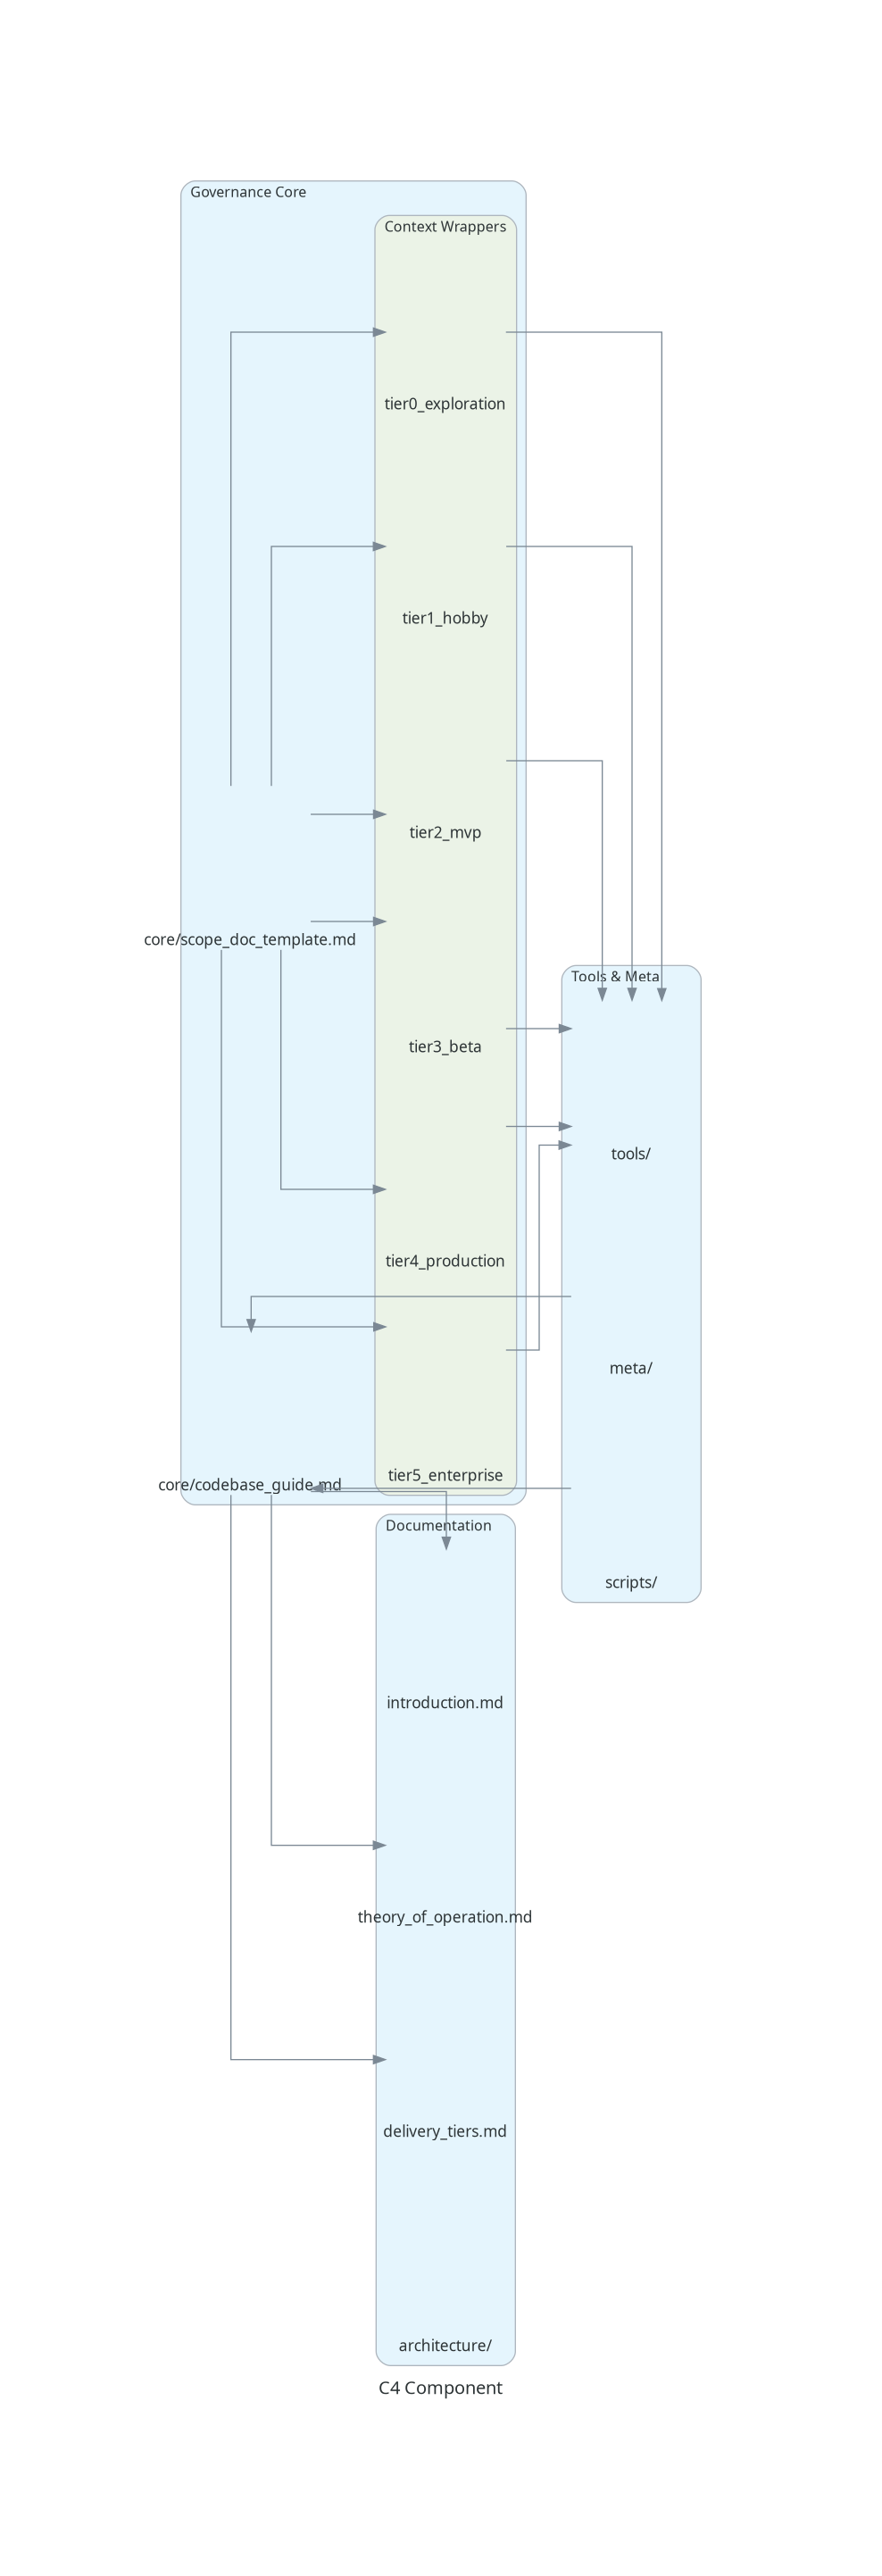 Governance Core
Context Wrappers
tier0_exploration
tier1_hobby
tier2_mvp
core/scope_doc_template.md
Tools & Meta
tier3_beta
tools/
tier4_production
meta/
tier5_enterprise
core/codebase_guide.md
Documentation
scripts/
introduction.md
theory_of_operation.md
delivery_tiers.md
architecture/
C4 Component